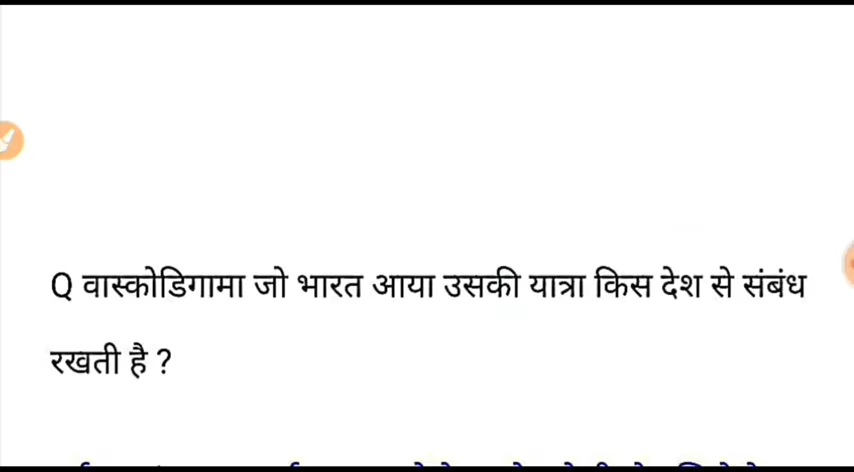 Q वास्कोडिगामा जो भारत आया उसकी यात्रा किस देश से संबंध
रखती है ?